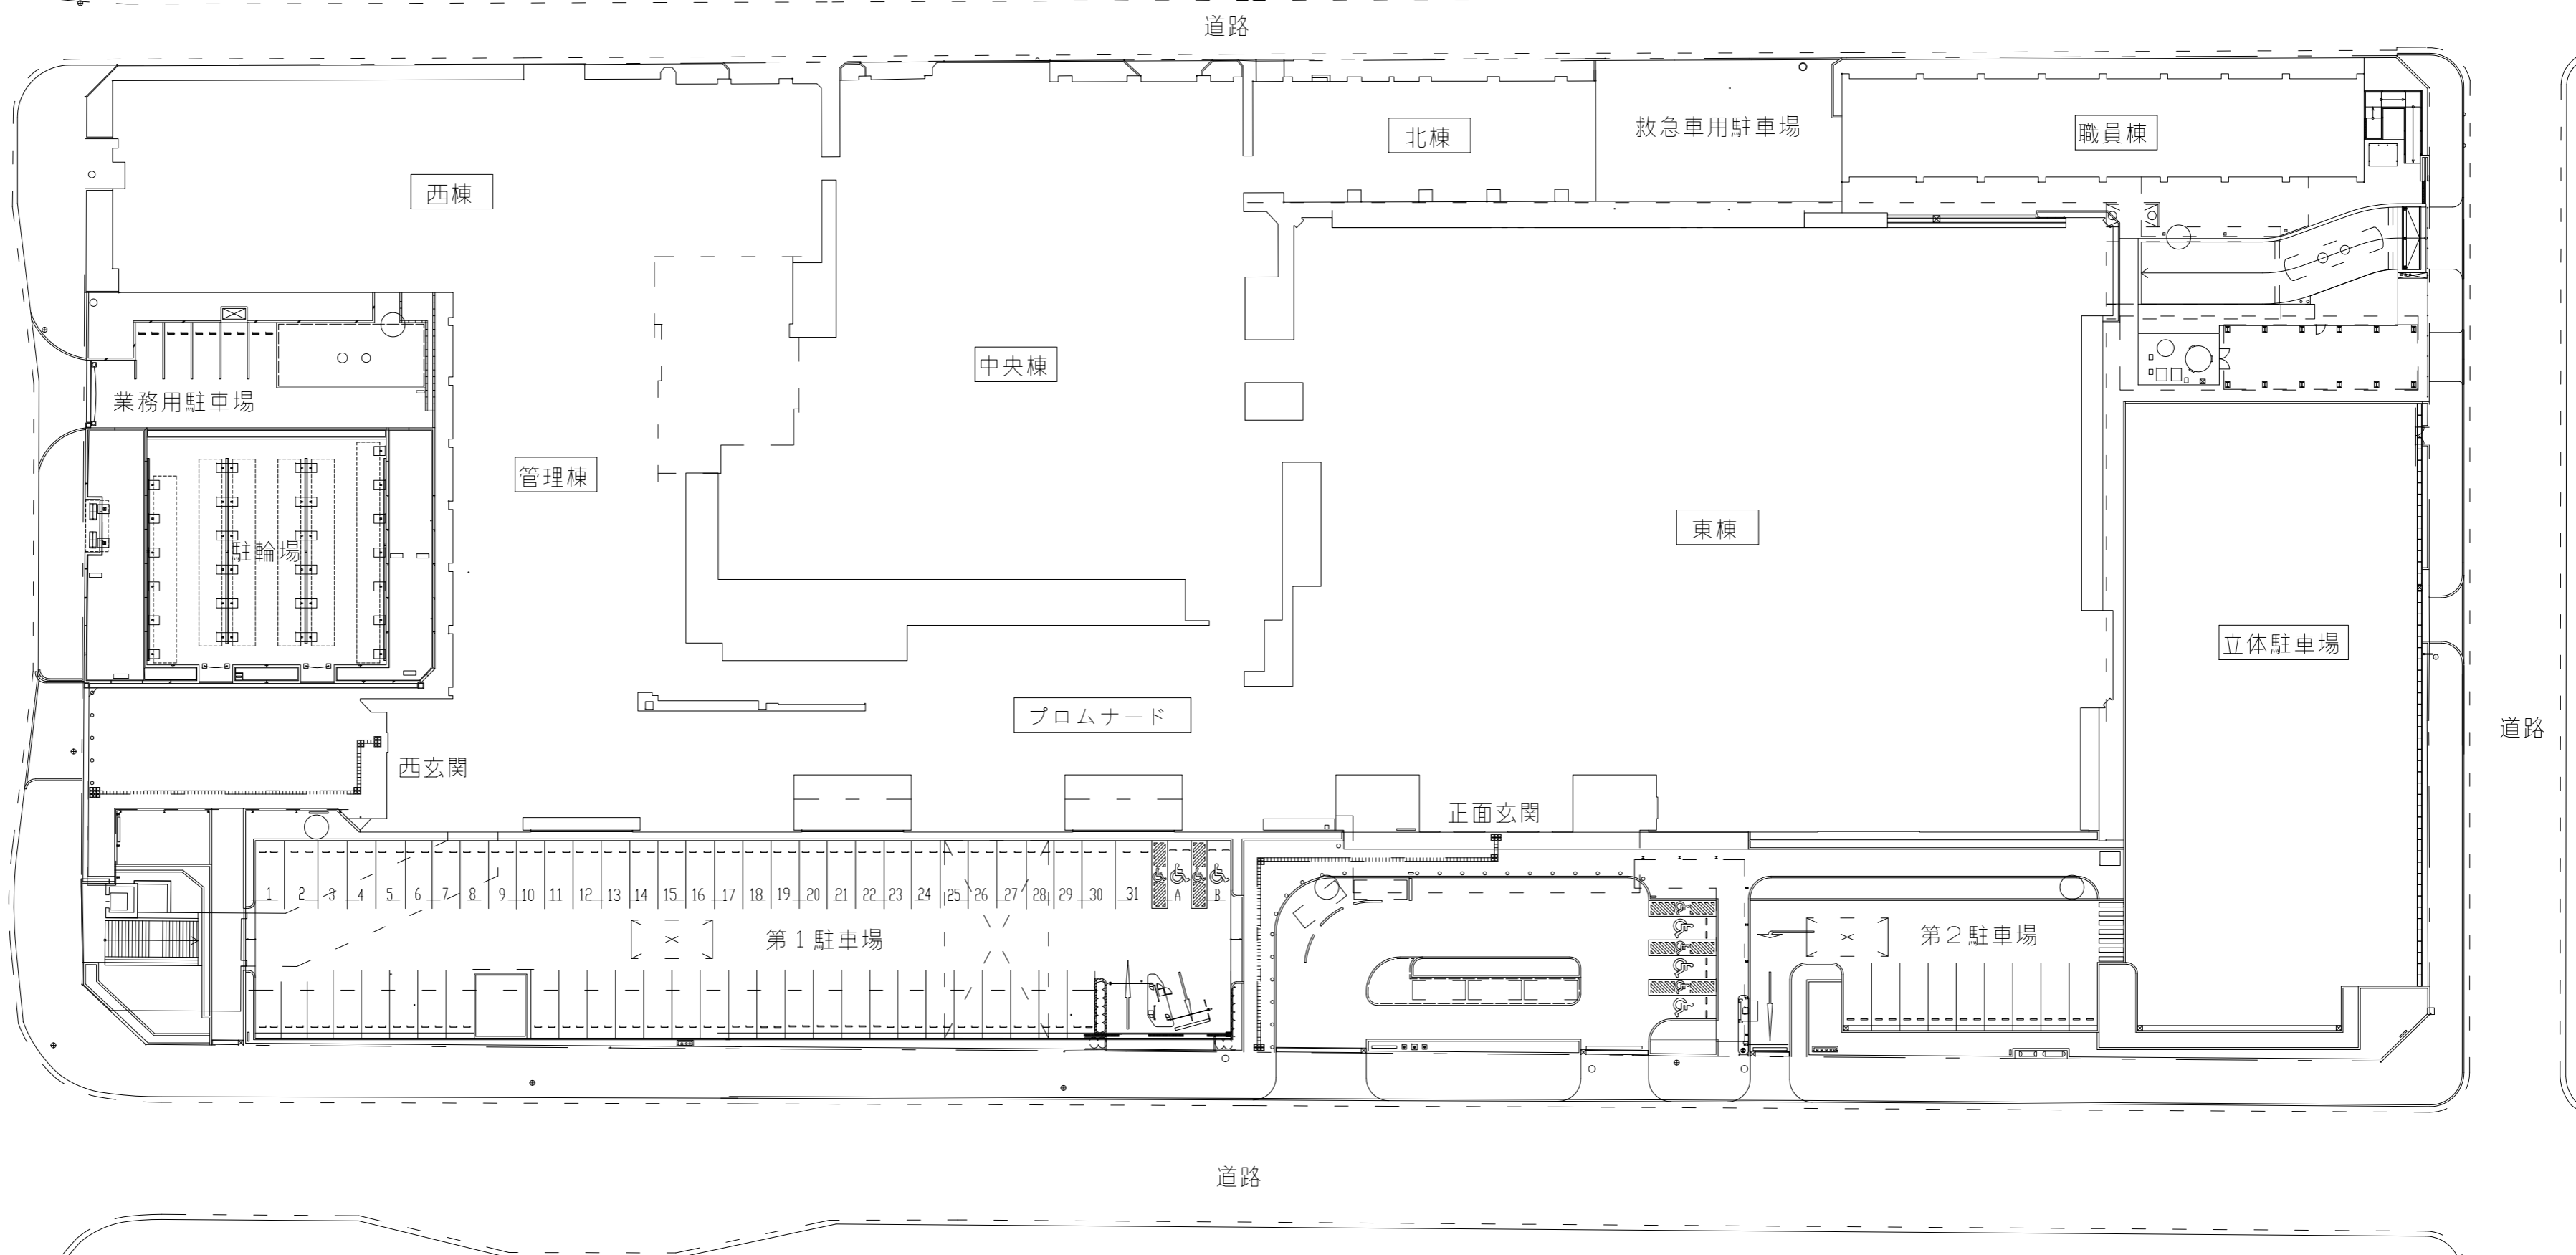 道路
北棟
救急車用駐車場
職員棟
西棟
中央棟
業務用駐車場
管理棟
東棟
駐輪場
立体駐車場
プロムナード
道路
西玄関
正面玄関
1 2 3 4 5 6 7 8 9 10 11 12 13 14 15 16 17 18 19 20 21 22 23 24 25 26 27 28 29 30 31 A B
第1駐車場
第2駐車場
道路